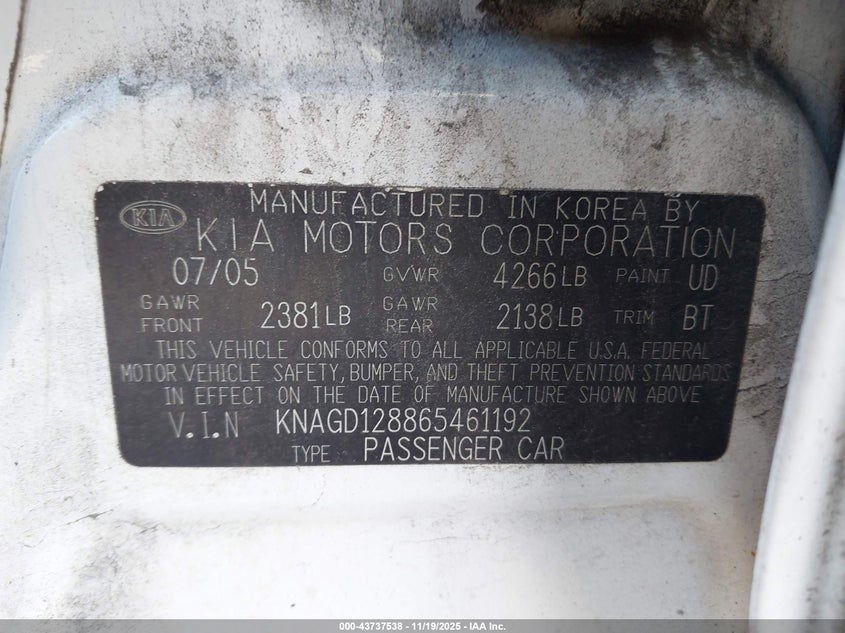 KIA
MANUFACTURED IN KOREA BY
KIA MOTORS CORPORATION
07/05 GVWR 4266LB PAINT UD
GAWR FRONT 2381LB GAWR REAR 2138LB TRIM BT
THIS VEHICLE CONFORMS TO ALL APPLICABLE U.S.A. FEDERAL
MOTOR VEHICLE SAFETY, BUMPER, AND THEFT PREVENTION STANDARDS
IN EFFECT ON THE DATE OF MANUFACTURE SHOWN ABOVE
V.I.N KNAGD128865461192
TYPE PASSENGER CAR
000-43737538 - 11/19/2025 - IAA Inc.